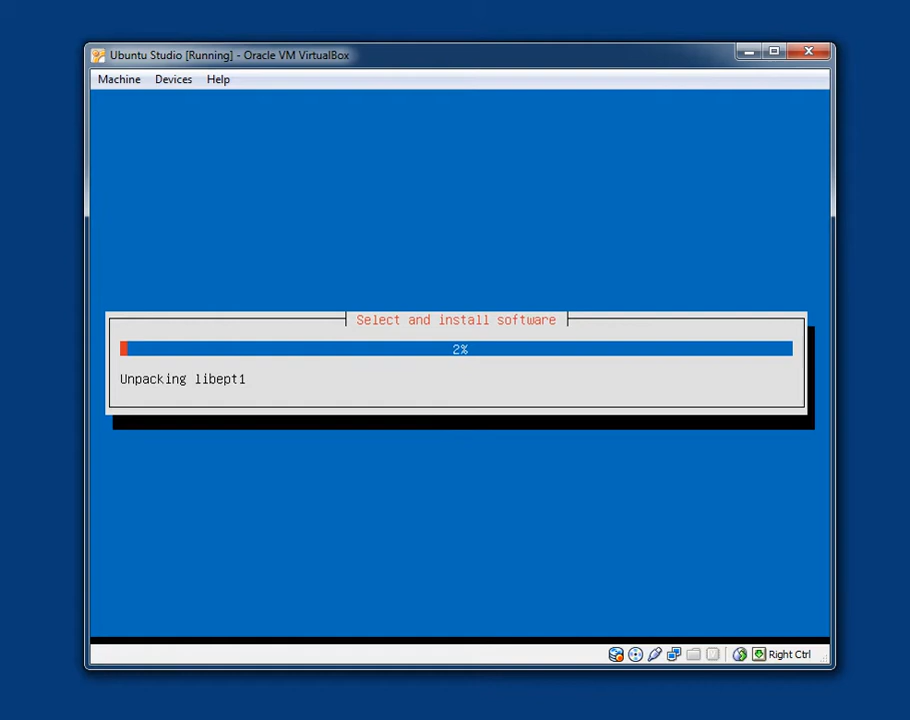 Ubuntu Studio [Running] - Oracle VM VirtualBox
Machine Devices Help
Select and install software
2%
Unpacking libept1
Right Ctrl